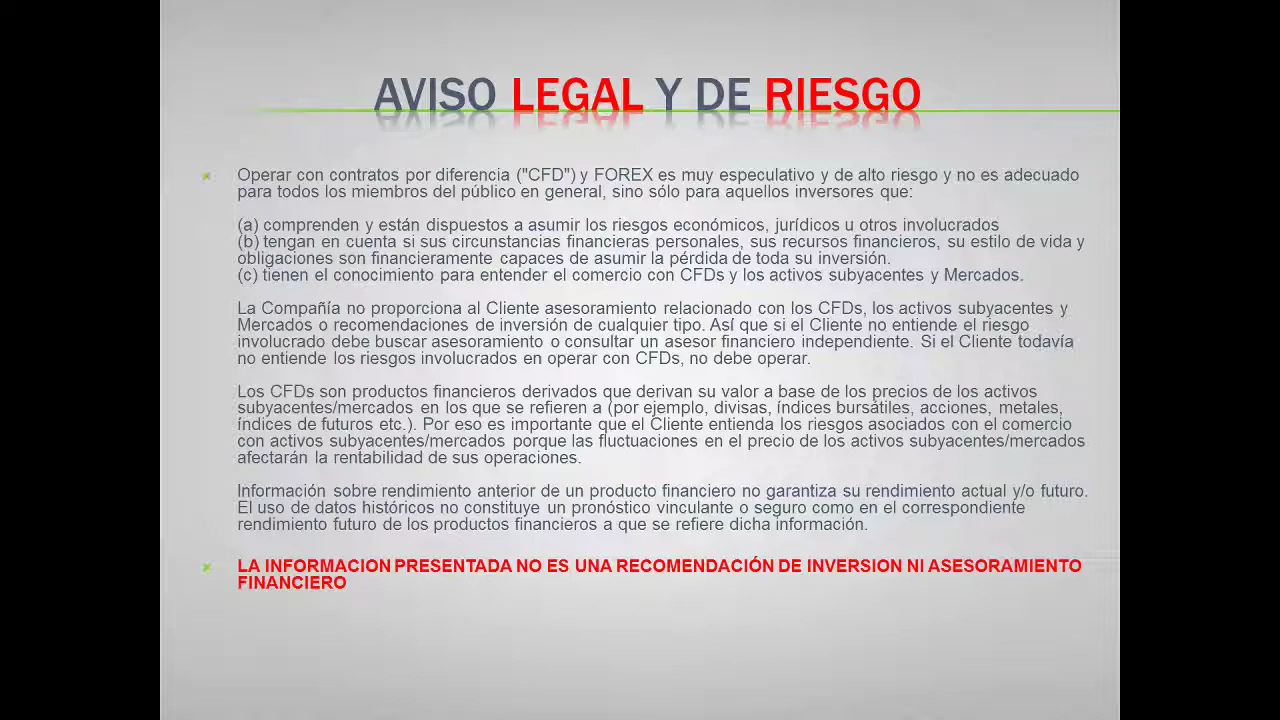 AVISO LEGAL Y DE RIESGO
Operar con contratos por diferencia ("CFD") y FOREX es muy especulativo y de alto riesgo y no es adecuado
para todos los miembros del público en general, sino sólo para aquellos inversores que:
(a) comprenden y están dispuestos a asumir los riesgos económicos, jurídicos u otros involucrados
(b) tengan en cuenta si sus circunstancias financieras personales, sus recursos financieros, su estilo de vida y
obligaciones son financieramente capaces de asumir la pérdida de toda su inversión.
(c) tienen el conocimiento para entender el comercio con CFDs y los activos subyacentes y Mercados.
La Compañía no proporciona al Cliente asesoramiento relacionado con los CFDs, los activos subyacentes y
Mercados o recomendaciones de inversión de cualquier tipo. Así que si el Cliente no entiende el riesgo
involucrado debe buscar asesoramiento o consultar un asesor financiero independiente. Si el Cliente todavía
no entiende los riesgos involucrados en operar con CFDs, no debe operar.
Los CFDs son productos financieros derivados que derivan su valor a base de los precios de los activos
subyacentes/mercados en los que se refieren a (por ejemplo, divisas, índices bursátiles, acciones, metales,
índices de futuros etc.). Por eso es importante que el Cliente entienda los riesgos asociados con el comercio
con activos subyacentes/mercados porque las fluctuaciones en el precio de los activos subyacentes/mercados
afectarán la rentabilidad de sus operaciones.
Información sobre rendimiento anterior de un producto financiero no garantiza su rendimiento actual y/o futuro.
El uso de datos históricos no constituye un pronóstico vinculante o seguro como en el correspondiente
rendimiento futuro de los productos financieros a que se refiere dicha información.
LA INFORMACION PRESENTADA NO ES UNA RECOMENDACIÓN DE INVERSION NI ASESORAMIENTO
FINANCIERO